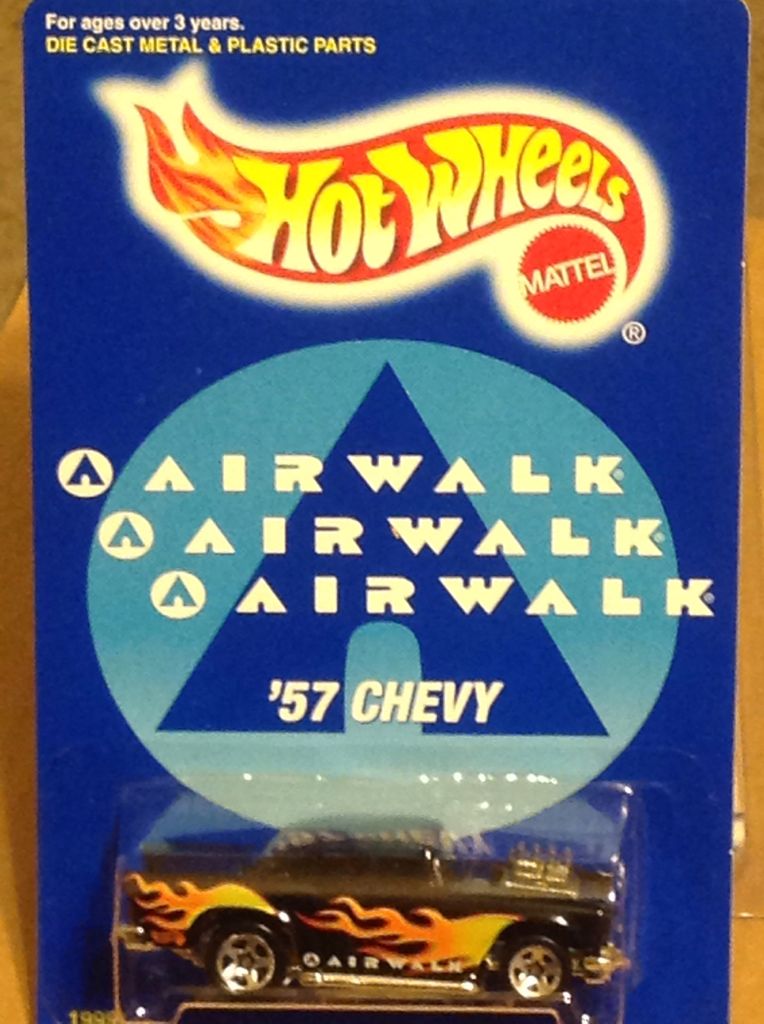 For ages over 3 years.
DIE CAST METAL & PLASTIC PARTS
Hot Wheels
MATTEL
®
AIRWALK®
AIRWALK®
AIRWALK®
'57 CHEVY
AIRWALK